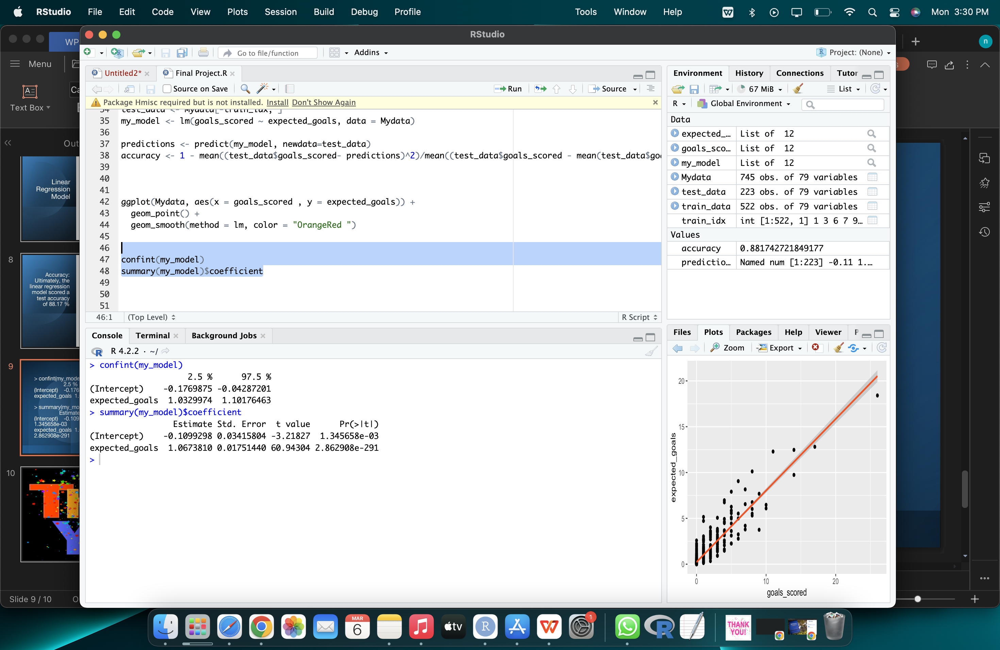 RStudio File Edit Code View Plots Session Build Debug Profile Tools Window Help Mon 3:30 PM
RStudio
WP
n
Menu
Text Box
Ca
Go to file/function
Addins
Project: (None)
Untitled2*
Final Project.R
Source on Save
Run
Source
Package Hmisc required but is not installed. Install Don't Show Again
34 test_data <- Mydata[-train_idx, ]
35 my_model <- lm(goals_scored ~ expected_goals, data = Mydata)
36
37 predictions <- predict(my_model, newdata=test_data)
38 accuracy <- 1 - mean((test_data$goals_scored- predictions)^2)/mean((test_data$goals_scored - mean(test_data$go
39
40
41
42 ggplot(Mydata, aes(x = goals_scored , y = expected_goals)) +
43 geom_point() +
44 geom_smooth(method = lm, color = "OrangeRed ")
45
46
47 confint(my_model)
48 summary(my_model)$coefficient
49
50
51
46:1 (Top Level) R Script
Console Terminal Background Jobs
R 4.2.2 · ~/
> confint(my_model)
2.5 % 97.5 %
(Intercept) -0.1769875 -0.04287201
expected_goals 1.0329974 1.10176463
> summary(my_model)$coefficient
Estimate Std. Error t value Pr(>|t|)
(Intercept) -0.1099298 0.03415804 -3.21827 1.345658e-03
expected_goals 1.0673810 0.01751440 60.94304 2.862908e-291
>
Environment History Connections Tutor
67 MiB List
R Global Environment
Data
expected_… List of 12
goals_sco… List of 12
my_model List of 12
Mydata 745 obs. of 79 variables
test_data 223 obs. of 79 variables
train_data 522 obs. of 79 variables
train_idx int [1:522, 1] 1 3 6 7 9…
Values
accuracy 0.881742721849177
predictio… Named num [1:223] -0.11 1.…
Files Plots Packages Help Viewer P
Zoom Export
20
15
10
5
0
expected_goals
0 10 20
goals_scored
Out
Linear
Regression
Model
8
Accuracy:
Ultimately, the
linear regression
model scored a
test accuracy
of 88.17 %
9
> confint(my_mode
2.5 %
(Intercept) -0.176
expected_goals 1.
> summary(my_mo
Estimate
(Intercept) -0.109
1.345658e-03
expected_goals 1.
2.862908e-291
10
Slide 9 / 10
O
MAR
6
tv
R
1
R
THANK
YOU!